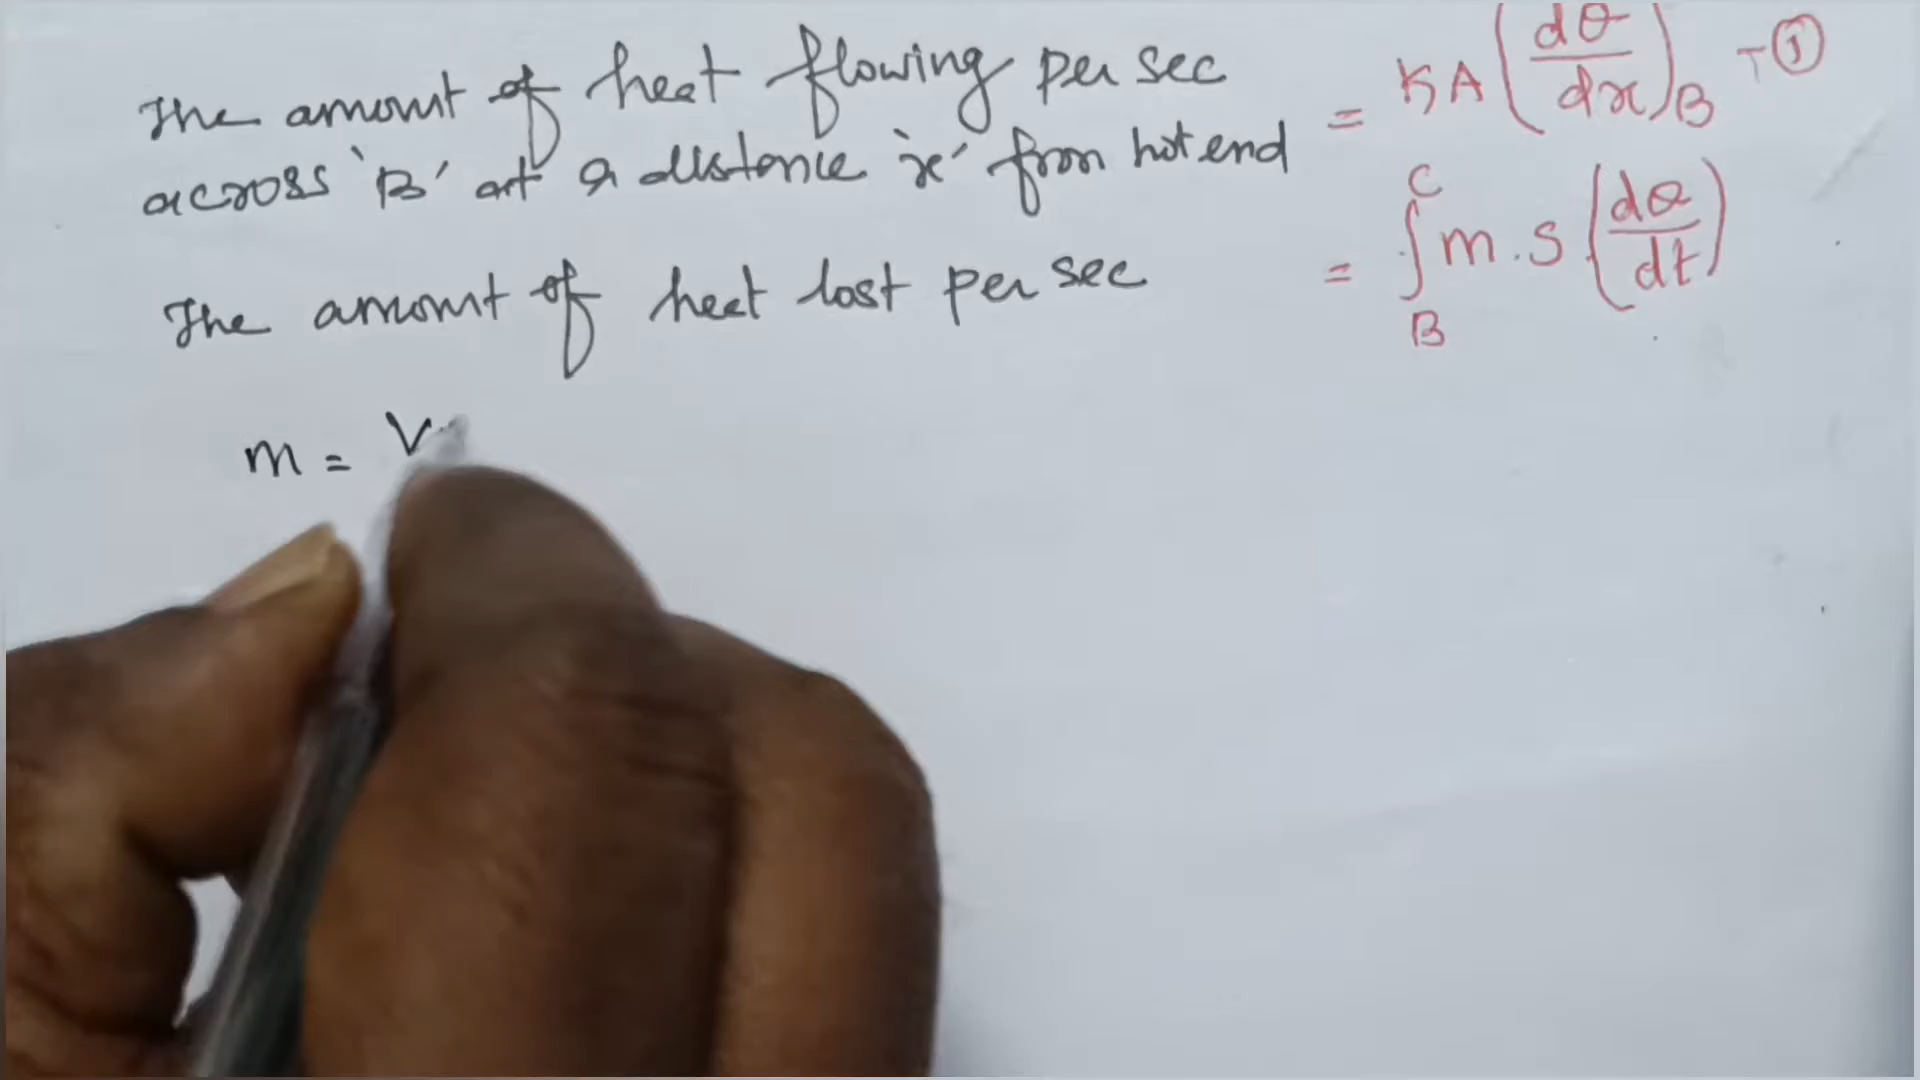 The amount of heat flowing per sec
across 'B' at a distance 'x' from hot end = KA (dθ/dx)B - ①
The amount of heat lost per sec = ∫ᴮᶜ m.s (dθ/dt)
m = V